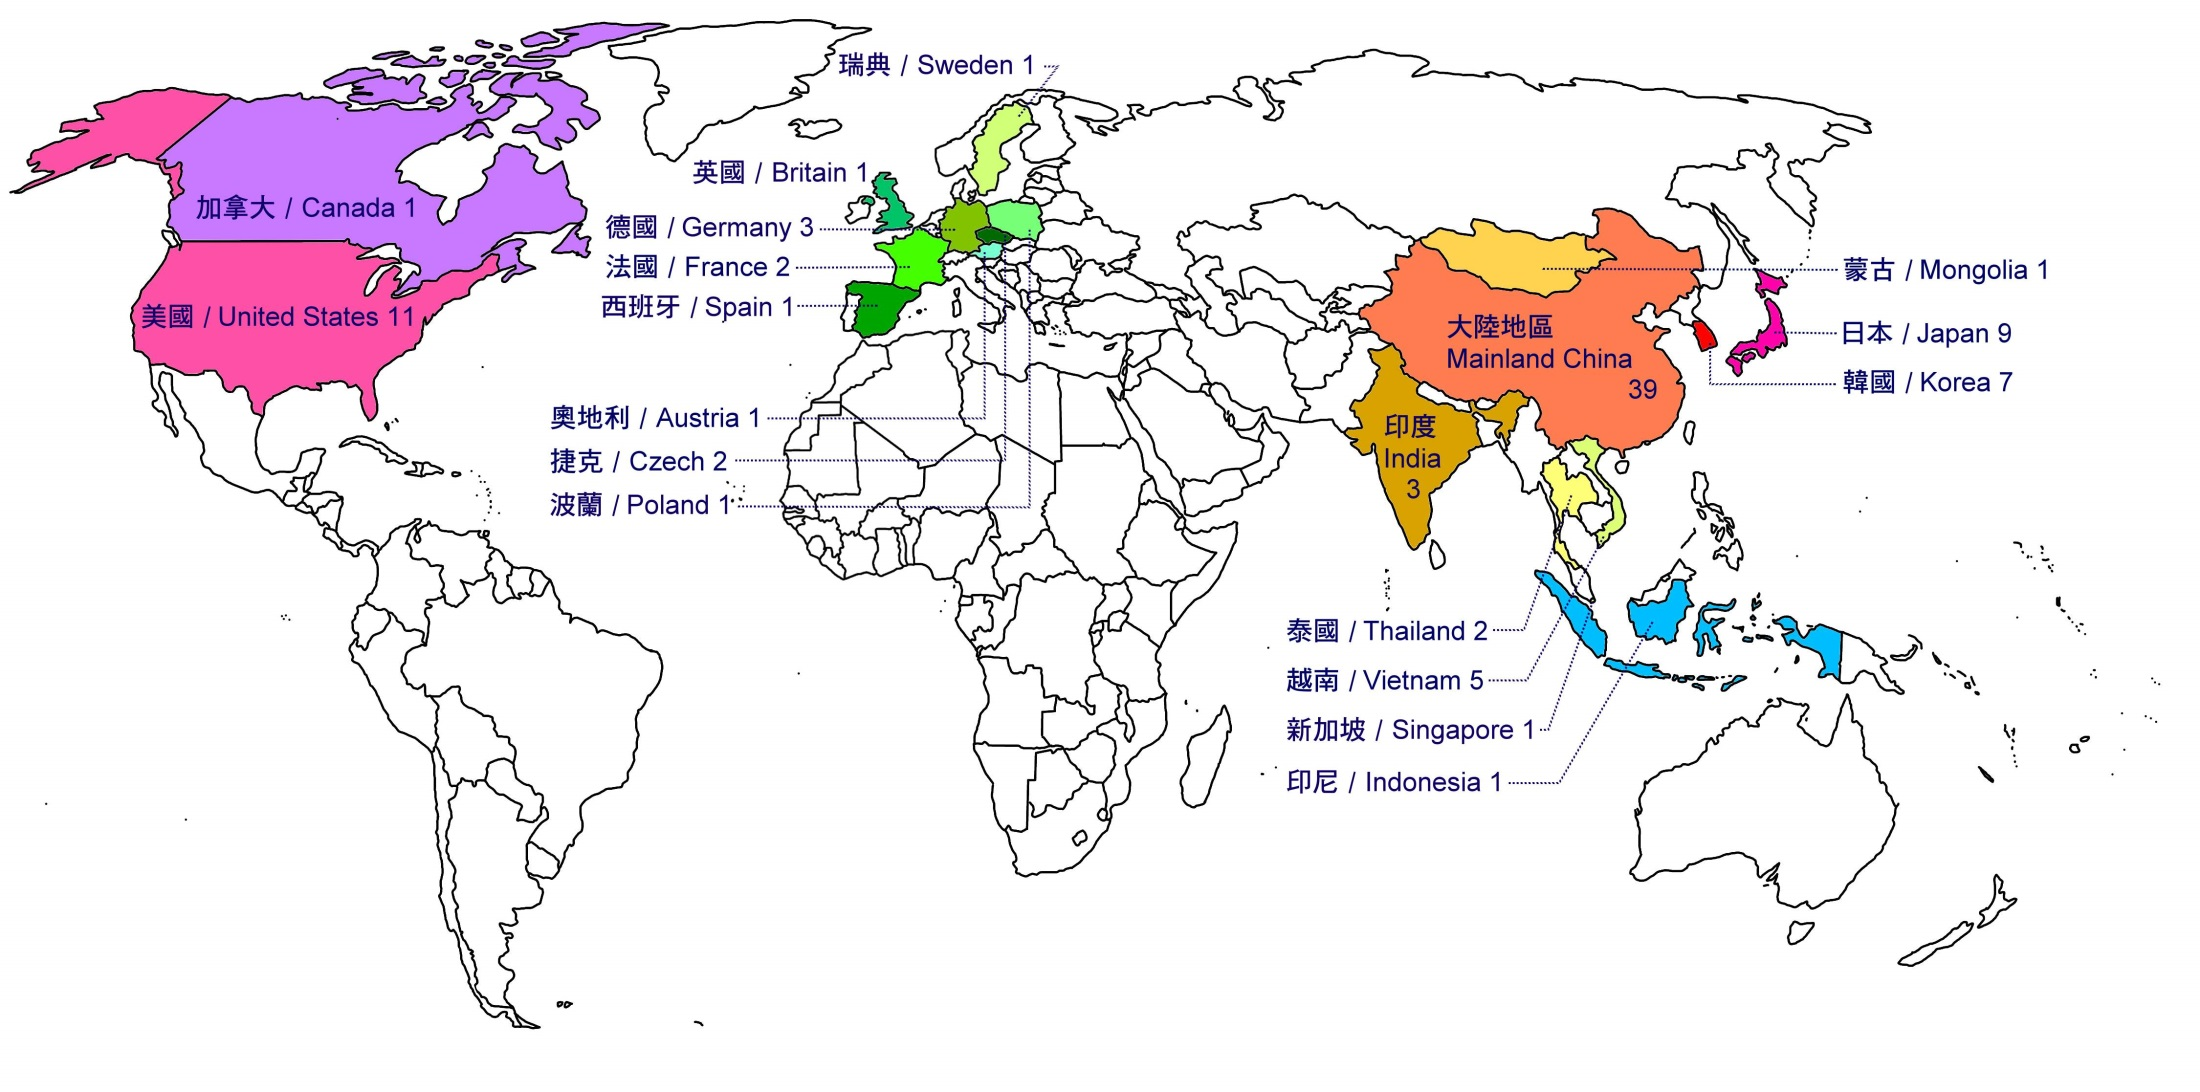 瑞典 / Sweden 1
英國 / Britain 1
加拿大 / Canada 1
德國 / Germany 3
法國 / France 2
蒙古 / Mongolia 1
西班牙 / Spain 1
美國 / United States 11
大陸地區
Mainland China
39
日本 / Japan 9
韓國 / Korea 7
奧地利 / Austria 1
印度
India
3
捷克 / Czech 2
波蘭 / Poland 1
泰國 / Thailand 2
越南 / Vietnam 5
新加坡 / Singapore 1
印尼 / Indonesia 1